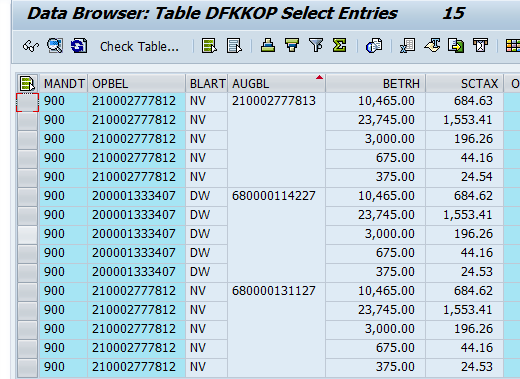 Data Browser: Table DFKKOP Select Entries 15
Check Table...
MANDT OPBEL BLART AUGBL BETRH SCTAX O
900 210002777812 NV 210002777813 10,465.00 684.63
900 210002777812 NV 23,745.00 1,553.41
900 210002777812 NV 3,000.00 196.26
900 210002777812 NV 675.00 44.16
900 210002777812 NV 375.00 24.54
900 200001333407 DW 680000114227 10,465.00 684.62
900 200001333407 DW 23,745.00 1,553.41
900 200001333407 DW 3,000.00 196.26
900 200001333407 DW 675.00 44.16
900 200001333407 DW 375.00 24.53
900 210002777812 NV 680000131127 10,465.00 684.62
900 210002777812 NV 23,745.00 1,553.41
900 210002777812 NV 3,000.00 196.26
900 210002777812 NV 675.00 44.16
900 210002777812 NV 375.00 24.53